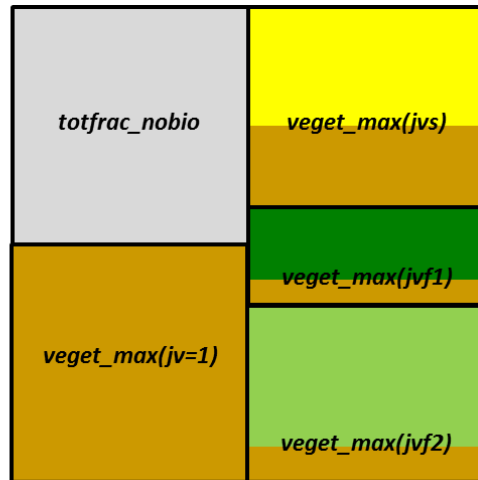 totfrac_nobio
veget_max(jvs)
veget_max(jvf1)
veget_max(jv=1)
veget_max(jvf2)